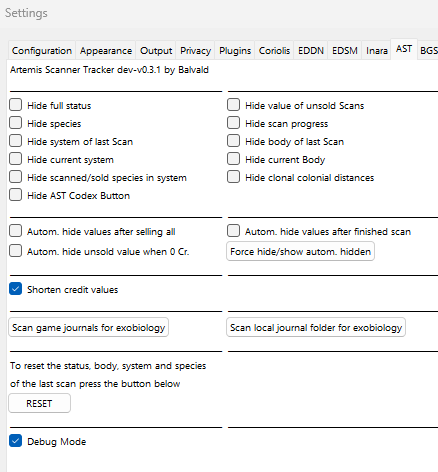 Settings
Configuration Appearance Output Privacy Plugins Coriolis EDDN EDSM Inara AST BGS
Artemis Scanner Tracker dev-v0.3.1 by Balvald
Hide full status Hide value of unsold Scans
Hide species Hide scan progress
Hide system of last Scan Hide body of last Scan
Hide current system Hide current Body
Hide scanned/sold species in system Hide clonal colonial distances
Hide AST Codex Button
Autom. hide values after selling all Autom. hide values after finished scan
Autom. hide unsold value when 0 Cr. Force hide/show autom. hidden
Shorten credit values
Scan game journals for exobiology Scan local journal folder for exobiology
To reset the status, body, system and species
of the last scan press the button below
RESET
Debug Mode